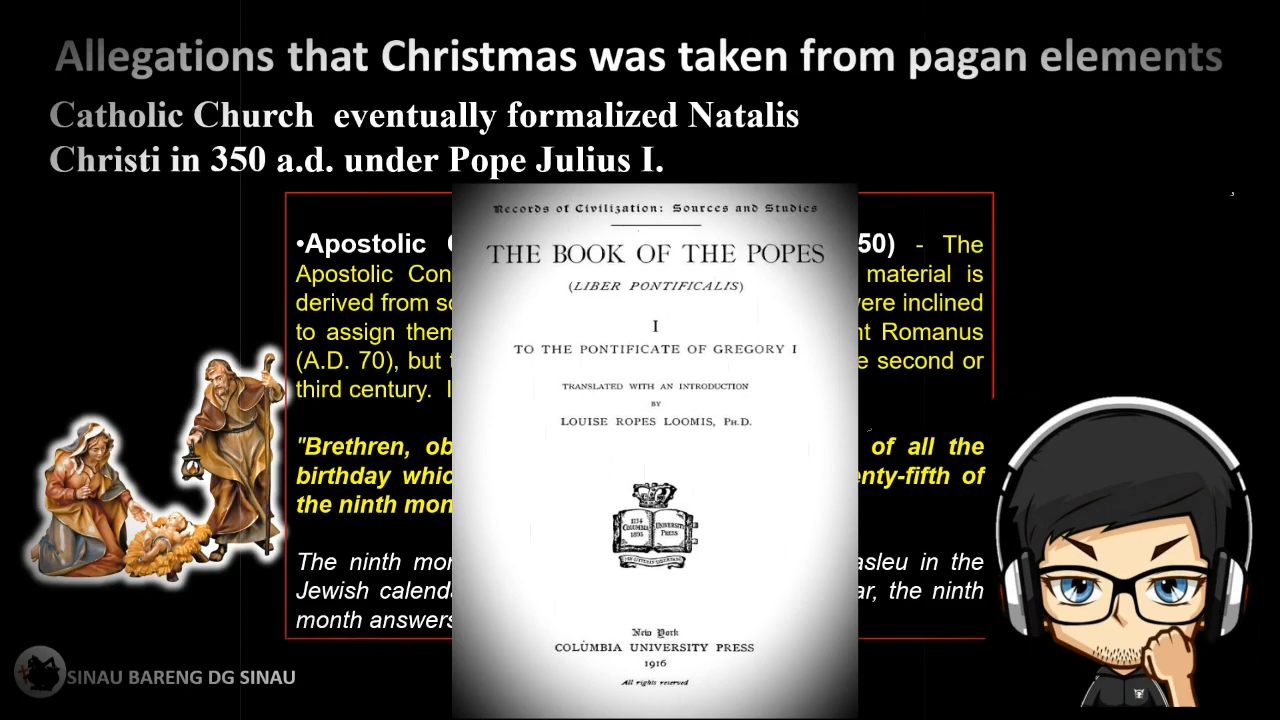 Allegations that Christmas was taken from pagan elements
Catholic Church eventually formalized Natalis
Christi in 350 a.d. under Pope Julius I.
•Apostolic
50) - The
Apostolic Con
material is
derived from
ere inclined
to assign them
Romanus
(A.D. 70), but
second or
third century.
"Brethren, ob
of all the
birthday whic
enty-fifth of
the ninth mon
The ninth mon
asleu in the
Jewish calend
ar, the ninth
month answers
Records of Civilization: Sources and Studies
THE BOOK OF THE POPES
(LIBER PONTIFICALIS)
I
TO THE PONTIFICATE OF GREGORY I
TRANSLATED WITH AN INTRODUCTION
BY
LOUISE ROPES LOOMIS, PH.D.
COLUMBIA
UNIVERSITY
PRESS
New York
COLUMBIA UNIVERSITY PRESS
1916
All rights reserved
SINAU BARENG DG SINAU